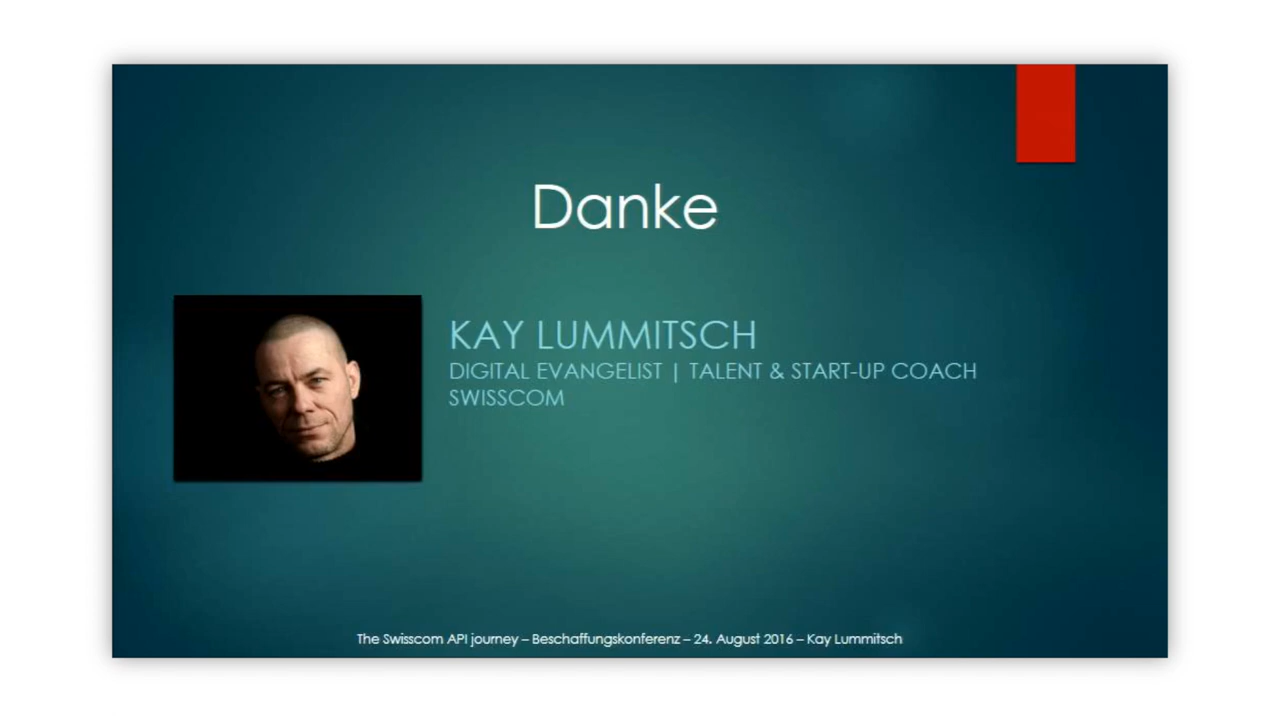 Danke
KAY LUMMITSCH
DIGITAL EVANGELIST | TALENT & START-UP COACH
SWISSCOM
The Swisscom API journey – Beschaffungskonferenz – 24. August 2016 – Kay Lummitsch